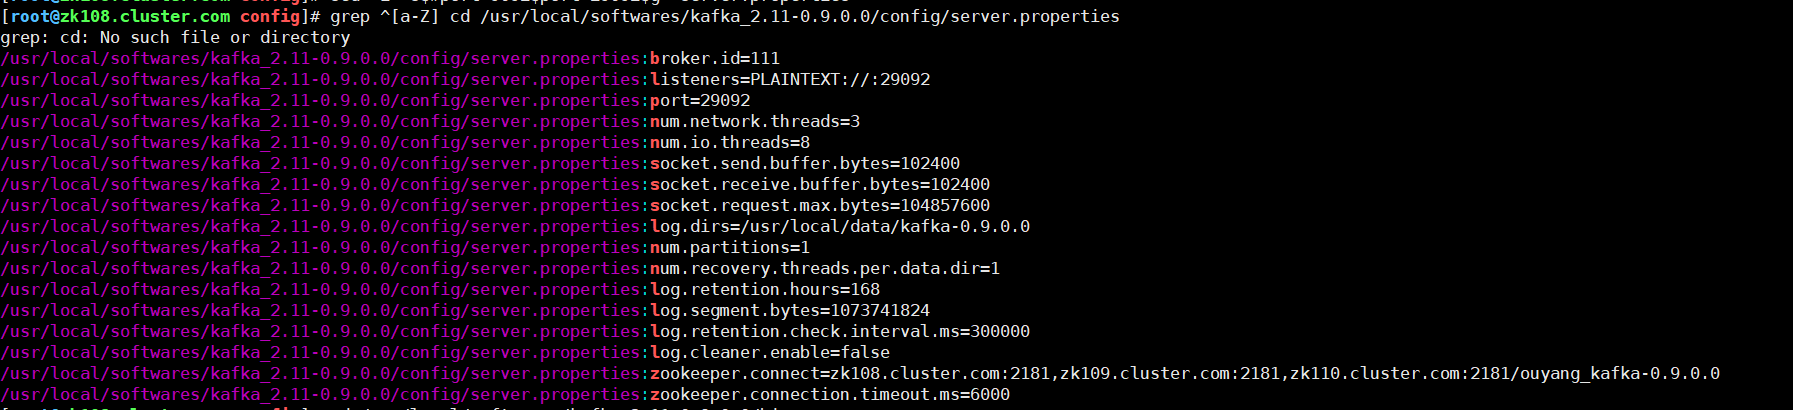 [root@zk108.cluster.com config]# grep ^[a-Z] cd /usr/local/softwares/kafka_2.11-0.9.0.0/config/server.properties
grep: cd: No such file or directory
/usr/local/softwares/kafka_2.11-0.9.0.0/config/server.properties:broker.id=111
/usr/local/softwares/kafka_2.11-0.9.0.0/config/server.properties:listeners=PLAINTEXT://:29092
/usr/local/softwares/kafka_2.11-0.9.0.0/config/server.properties:port=29092
/usr/local/softwares/kafka_2.11-0.9.0.0/config/server.properties:num.network.threads=3
/usr/local/softwares/kafka_2.11-0.9.0.0/config/server.properties:num.io.threads=8
/usr/local/softwares/kafka_2.11-0.9.0.0/config/server.properties:socket.send.buffer.bytes=102400
/usr/local/softwares/kafka_2.11-0.9.0.0/config/server.properties:socket.receive.buffer.bytes=102400
/usr/local/softwares/kafka_2.11-0.9.0.0/config/server.properties:socket.request.max.bytes=104857600
/usr/local/softwares/kafka_2.11-0.9.0.0/config/server.properties:log.dirs=/usr/local/data/kafka-0.9.0.0
/usr/local/softwares/kafka_2.11-0.9.0.0/config/server.properties:num.partitions=1
/usr/local/softwares/kafka_2.11-0.9.0.0/config/server.properties:num.recovery.threads.per.data.dir=1
/usr/local/softwares/kafka_2.11-0.9.0.0/config/server.properties:log.retention.hours=168
/usr/local/softwares/kafka_2.11-0.9.0.0/config/server.properties:log.segment.bytes=1073741824
/usr/local/softwares/kafka_2.11-0.9.0.0/config/server.properties:log.retention.check.interval.ms=300000
/usr/local/softwares/kafka_2.11-0.9.0.0/config/server.properties:log.cleaner.enable=false
/usr/local/softwares/kafka_2.11-0.9.0.0/config/server.properties:zookeeper.connect=zk108.cluster.com:2181,zk109.cluster.com:2181,zk110.cluster.com:2181/ouyang_kafka-0.9.0.0
/usr/local/softwares/kafka_2.11-0.9.0.0/config/server.properties:zookeeper.connection.timeout.ms=6000